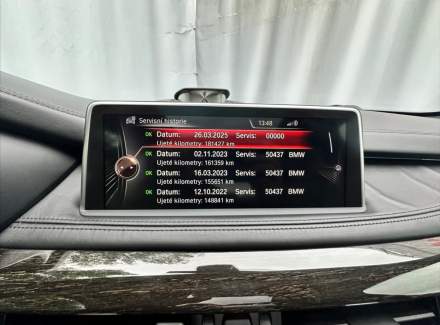 Servisní historie
13:48
OK Datum: 26.03.2025 Servis: 00000
Ujeté kilometry: 181427 km
OK Datum: 02.11.2023 Servis: 50437 BMW
Ujeté kilometry: 161359 km
OK Datum: 16.03.2023 Servis: 50437 BMW
Ujeté kilometry: 155651 km
OK Datum: 12.10.2022 Servis: 50437 BMW
Ujeté kilometry: 148841 km